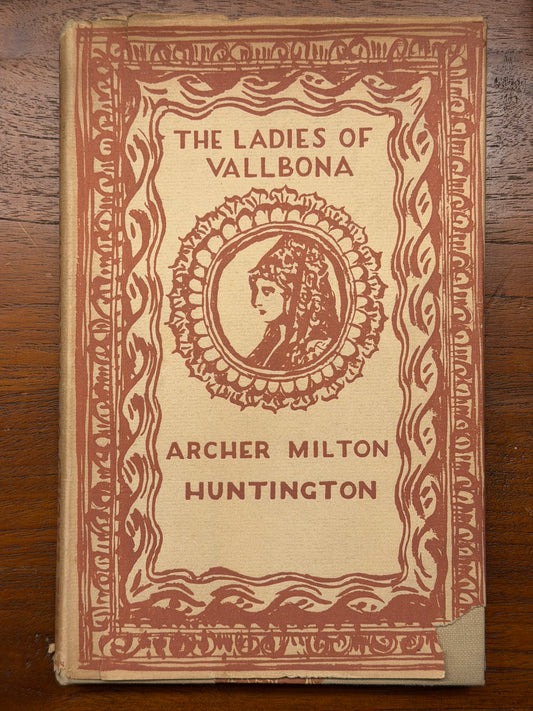 THE LADIES OF
VALLBONA
ARCHER MILTON
HUNTINGTON